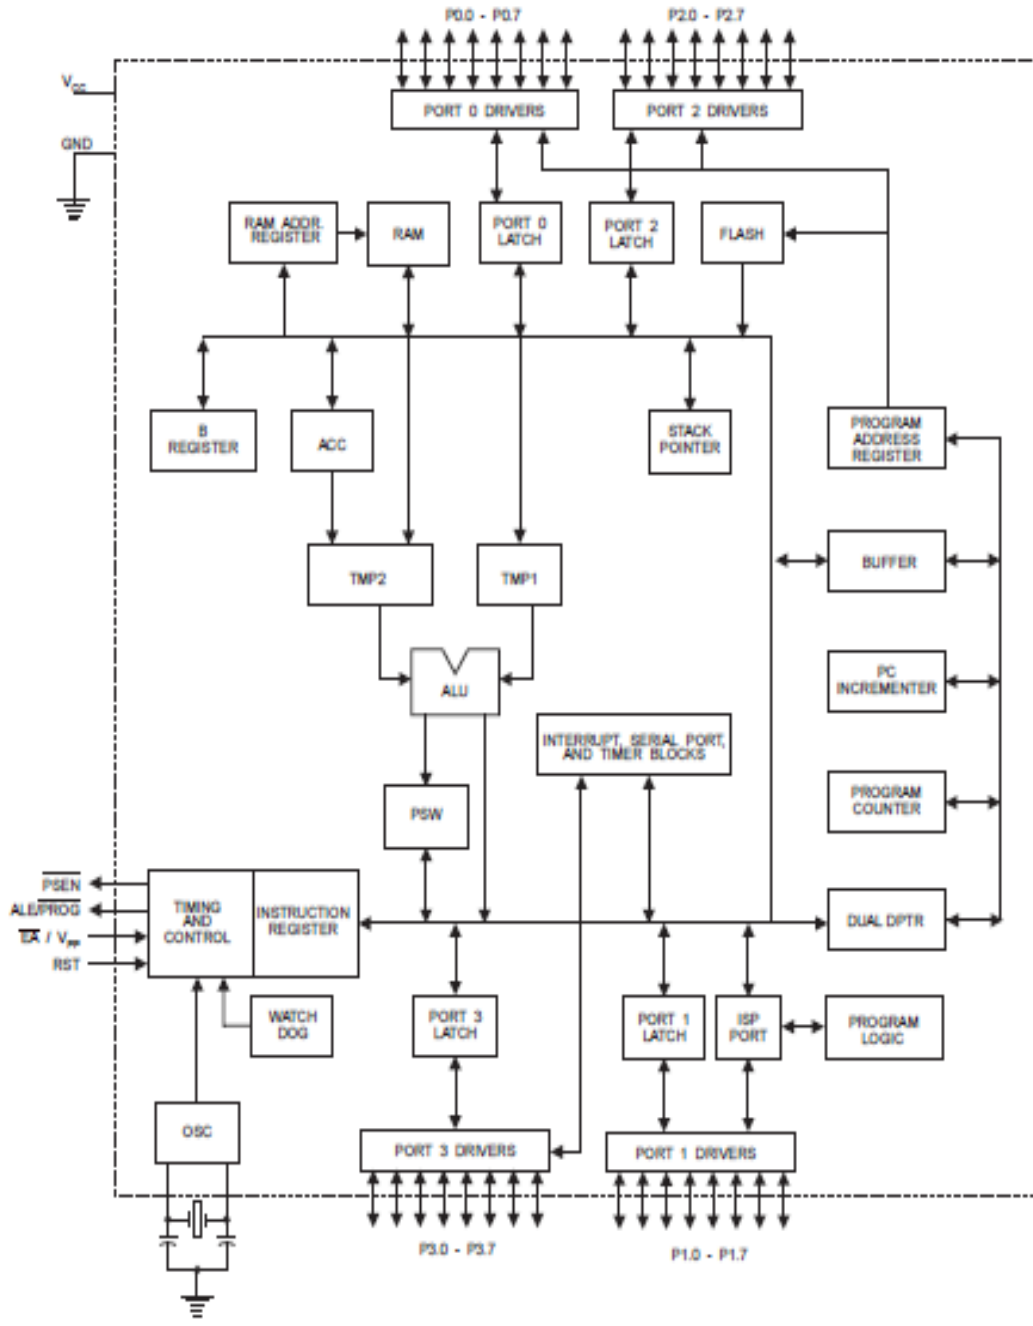 P0.0 - P0.7
P2.0 - P2.7
VCC
PORT 0 DRIVERS
PORT 2 DRIVERS
GND
RAM ADDR.
REGISTER
RAM
PORT 0
LATCH
PORT 2
LATCH
FLASH
B
REGISTER
ACC
STACK
POINTER
PROGRAM
ADDRESS
REGISTER
TMP2
TMP1
BUFFER
ALU
PC
INCREMENTER
INTERRUPT, SERIAL PORT,
AND TIMER BLOCKS
PSW
PROGRAM
COUNTER
PSEN
ALE/PROG
EA / VPP
RST
TIMING
AND
CONTROL
INSTRUCTION
REGISTER
DUAL DPTR
WATCH
DOG
PORT 3
LATCH
PORT 1
LATCH
ISP
PORT
PROGRAM
LOGIC
OSC
PORT 3 DRIVERS
PORT 1 DRIVERS
P3.0 - P3.7
P1.0 - P1.7